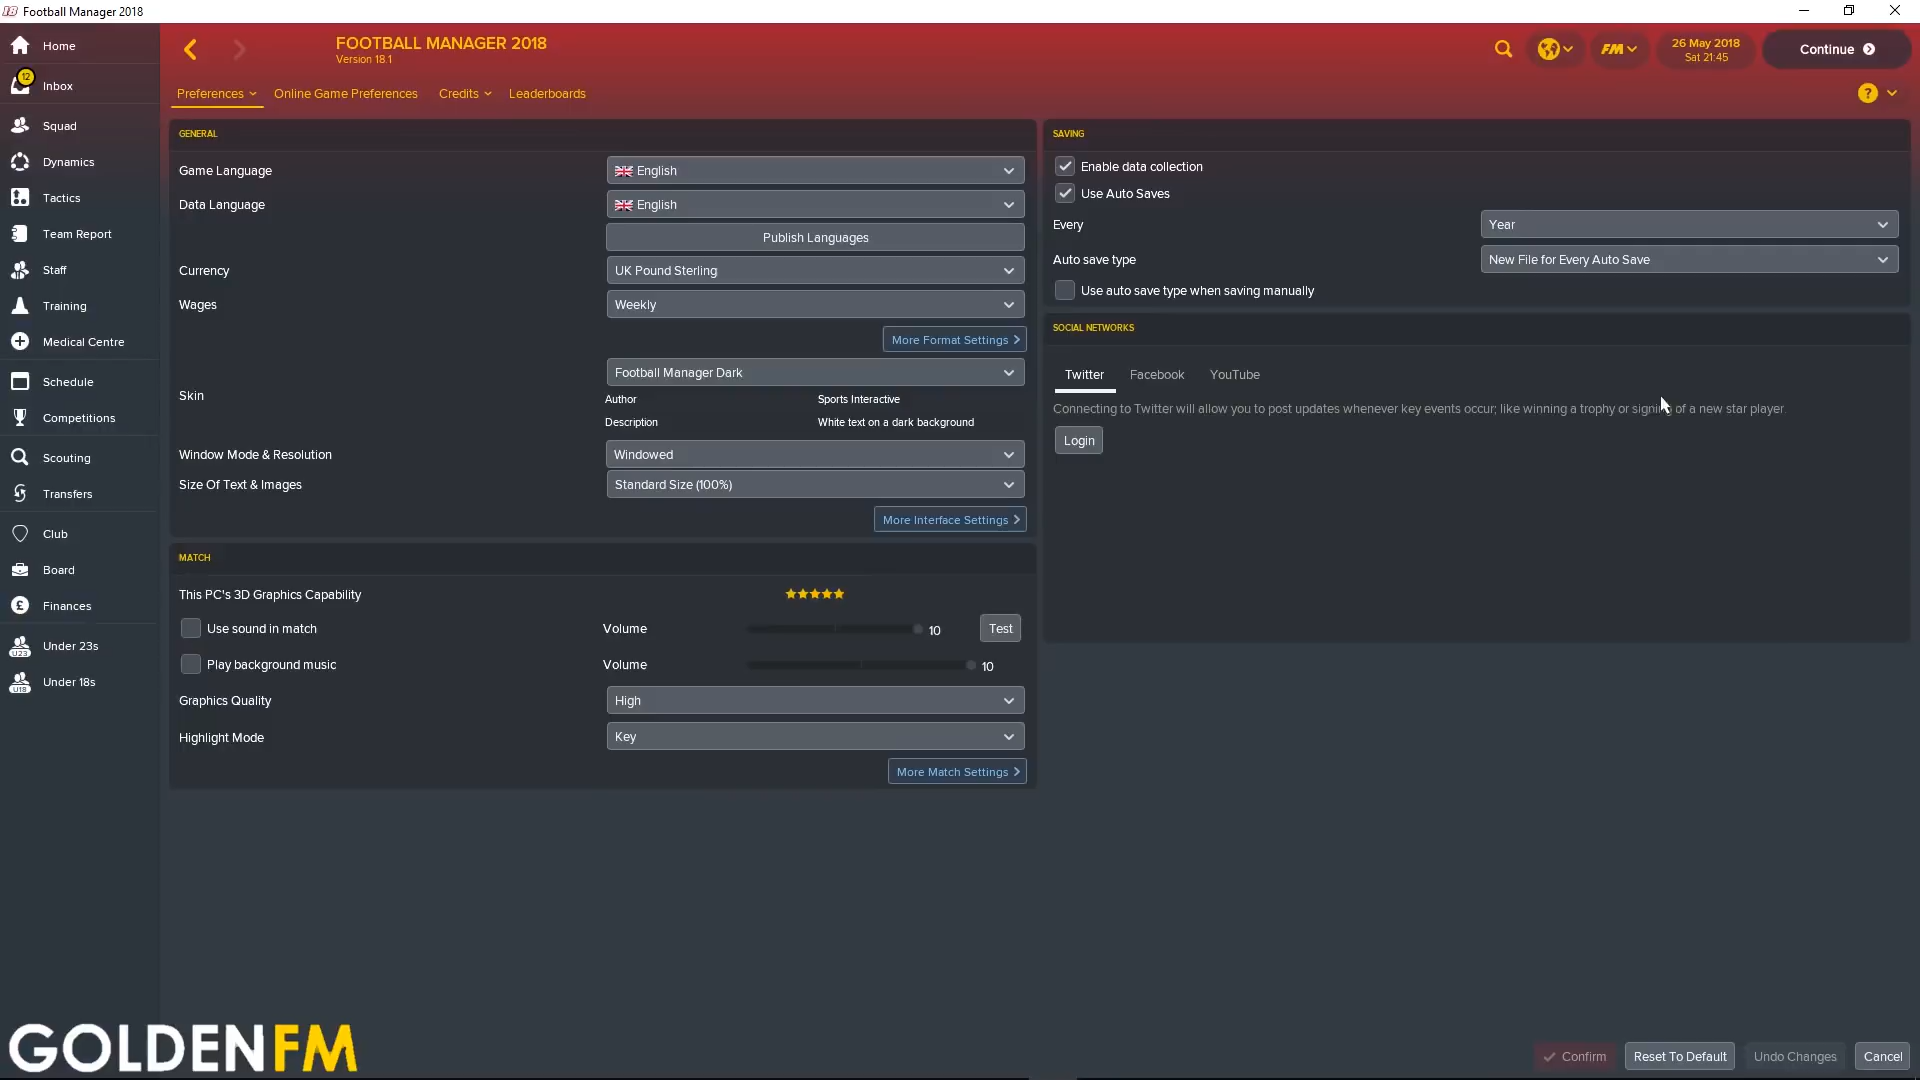 18 Football Manager 2018
Home
12
Inbox
Squad
Dynamics
Tactics
Team Report
Staff
Training
Medical Centre
Schedule
Competitions
Scouting
Transfers
Club
Board
£
Finances
U23
Under 23s
U18
Under 18s
FOOTBALL MANAGER 2018
Version 18.1
FM
26 May 2018
Sat 21:45
Continue
Preferences
Online Game Preferences
Credits
Leaderboards
?
GENERAL
Game Language
English
Data Language
English
Publish Languages
Currency
UK Pound Sterling
Wages
Weekly
More Format Settings
Skin
Football Manager Dark
Author
Sports Interactive
Description
White text on a dark background
Window Mode & Resolution
Windowed
Size Of Text & Images
Standard Size (100%)
More Interface Settings
MATCH
This PC's 3D Graphics Capability
Use sound in match
Volume
10
Test
Play background music
Volume
10
Graphics Quality
High
Highlight Mode
Key
More Match Settings
SAVING
Enable data collection
Use Auto Saves
Every
Year
Auto save type
New File for Every Auto Save
Use auto save type when saving manually
SOCIAL NETWORKS
Twitter
Facebook
YouTube
Connecting to Twitter will allow you to post updates whenever key events occur; like winning a trophy or signing of a new star player.
Login
GOLDENFM
Confirm
Reset To Default
Undo Changes
Cancel